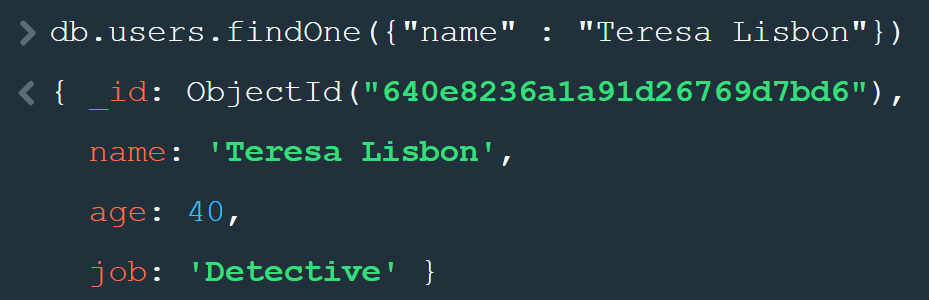 > db.users.findOne({"name" : "Teresa Lisbon"})
< { _id: ObjectId("640e8236a1a91d26769d7bd6"),
name: 'Teresa Lisbon',
age: 40,
job: 'Detective' }